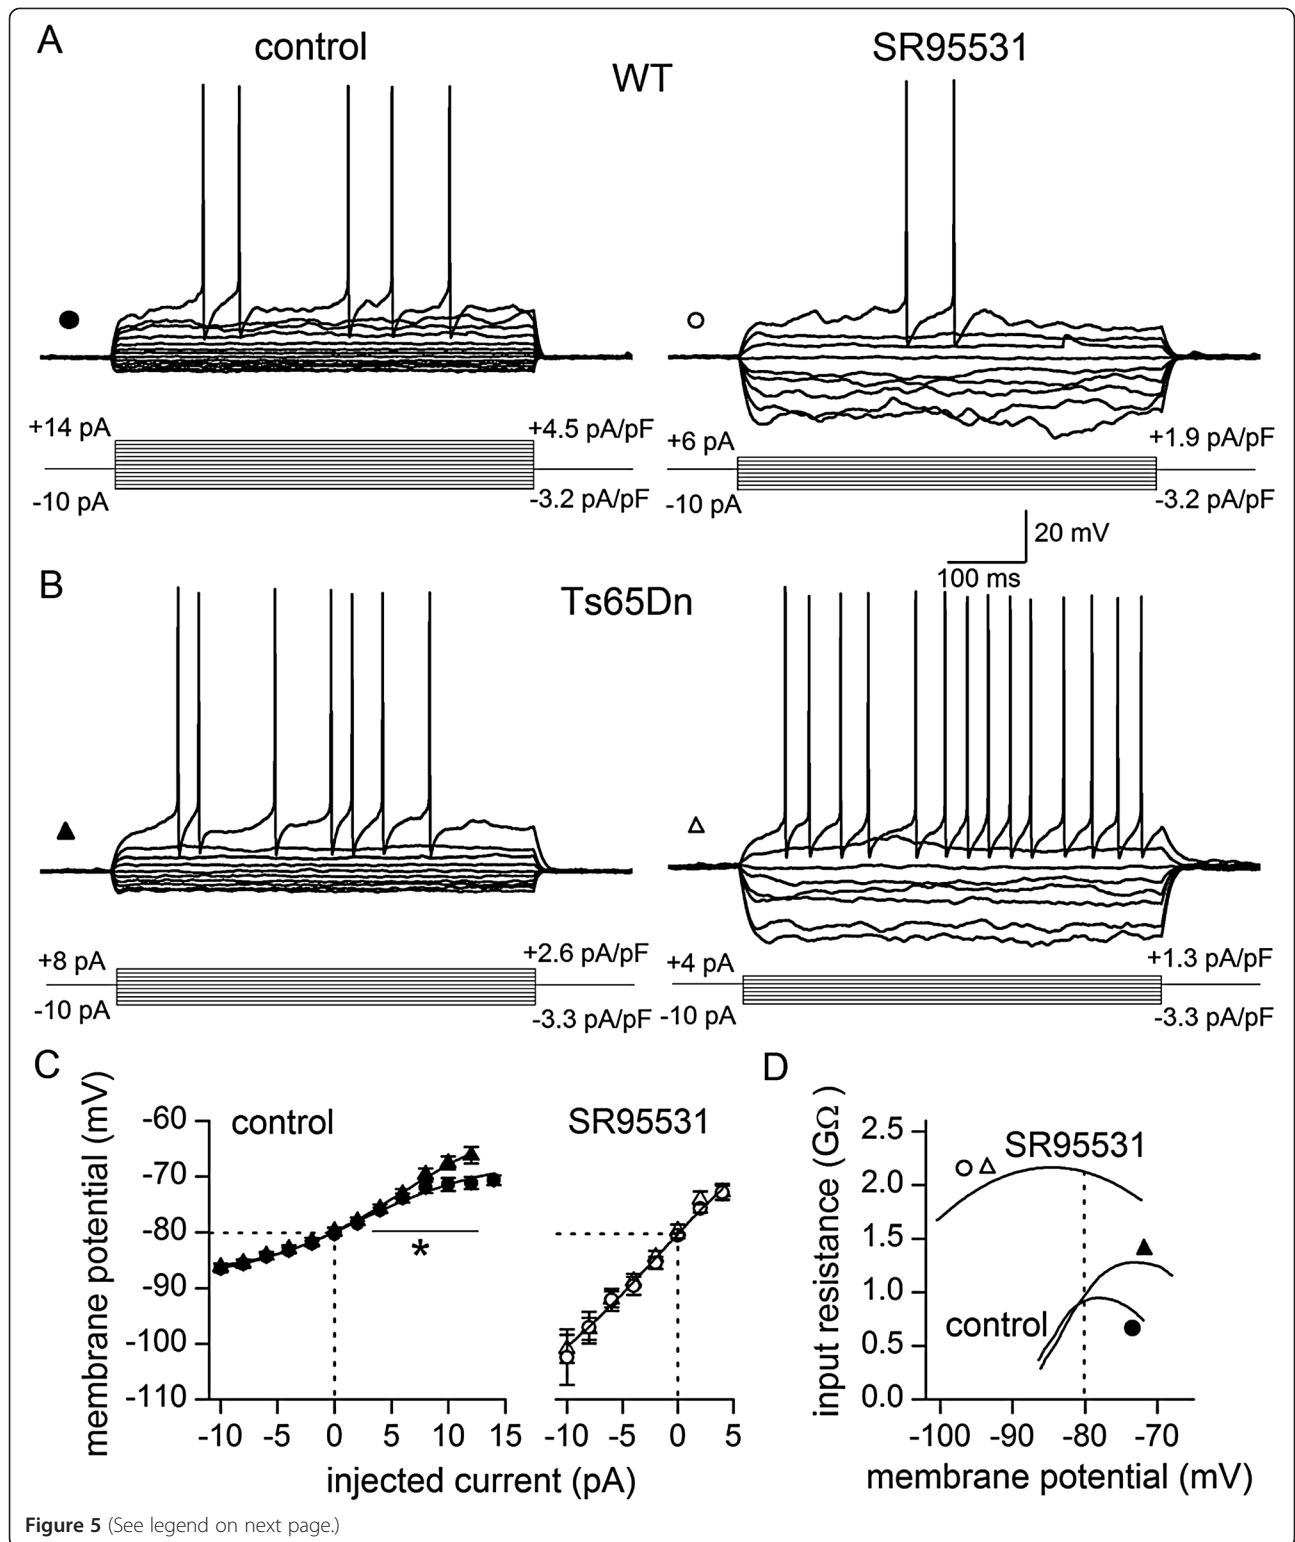 A
control
SR95531
WT
+14 pA
+4.5 pA/pF
-10 pA
-3.2 pA/pF
+6 pA
+1.9 pA/pF
-10 pA
-3.2 pA/pF
20 mV
100 ms
B
Ts65Dn
+8 pA
+2.6 pA/pF
-10 pA
-3.3 pA/pF
+4 pA
+1.3 pA/pF
-10 pA
-3.3 pA/pF
C
membrane potential (mV)
control
SR95531
-60
-70
-80
-90
-100
-110
*
-10 -5 0 5 10 15
-10 -5 0 5
injected current (pA)
D
input resistance (GΩ)
2.5
2.0
1.5
1.0
0.5
0.0
SR95531
control
-100 -90 -80 -70
membrane potential (mV)
Figure 5 (See legend on next page.)